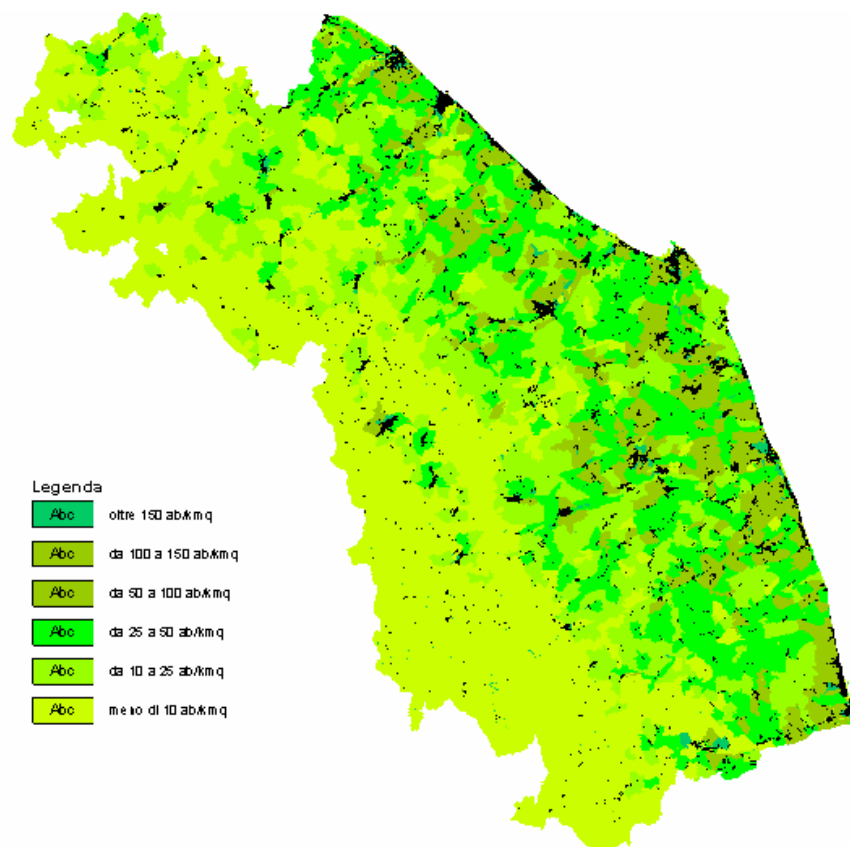 Legenda
Abc oltre 150 ab/kmq
Abc da 100 a 150 ab/kmq
Abc da 50 a 100 ab/kmq
Abc da 25 a 50 ab/kmq
Abc da 10 a 25 ab/kmq
Abc meno di 10 ab/kmq